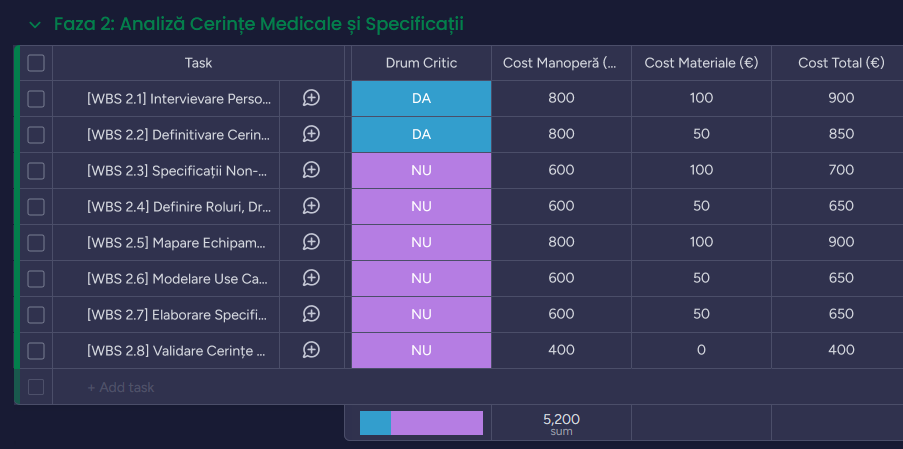 Faza 2: Analiză Cerințe Medicale și Specificații
Task Drum Critic Cost Manoperă (... Cost Materiale (€) Cost Total (€)
[WBS 2.1] Intervievare Perso... DA 800 100 900
[WBS 2.2] Definitivare Cerin... DA 800 50 850
[WBS 2.3] Specificații Non-... NU 600 100 700
[WBS 2.4] Definire Roluri, Dr... NU 600 50 650
[WBS 2.5] Mapare Echipam... NU 800 100 900
[WBS 2.6] Modelare Use Ca... NU 600 50 650
[WBS 2.7] Elaborare Specifi... NU 600 50 650
[WBS 2.8] Validare Cerințe ... NU 400 0 400
+ Add task
5,200
sum